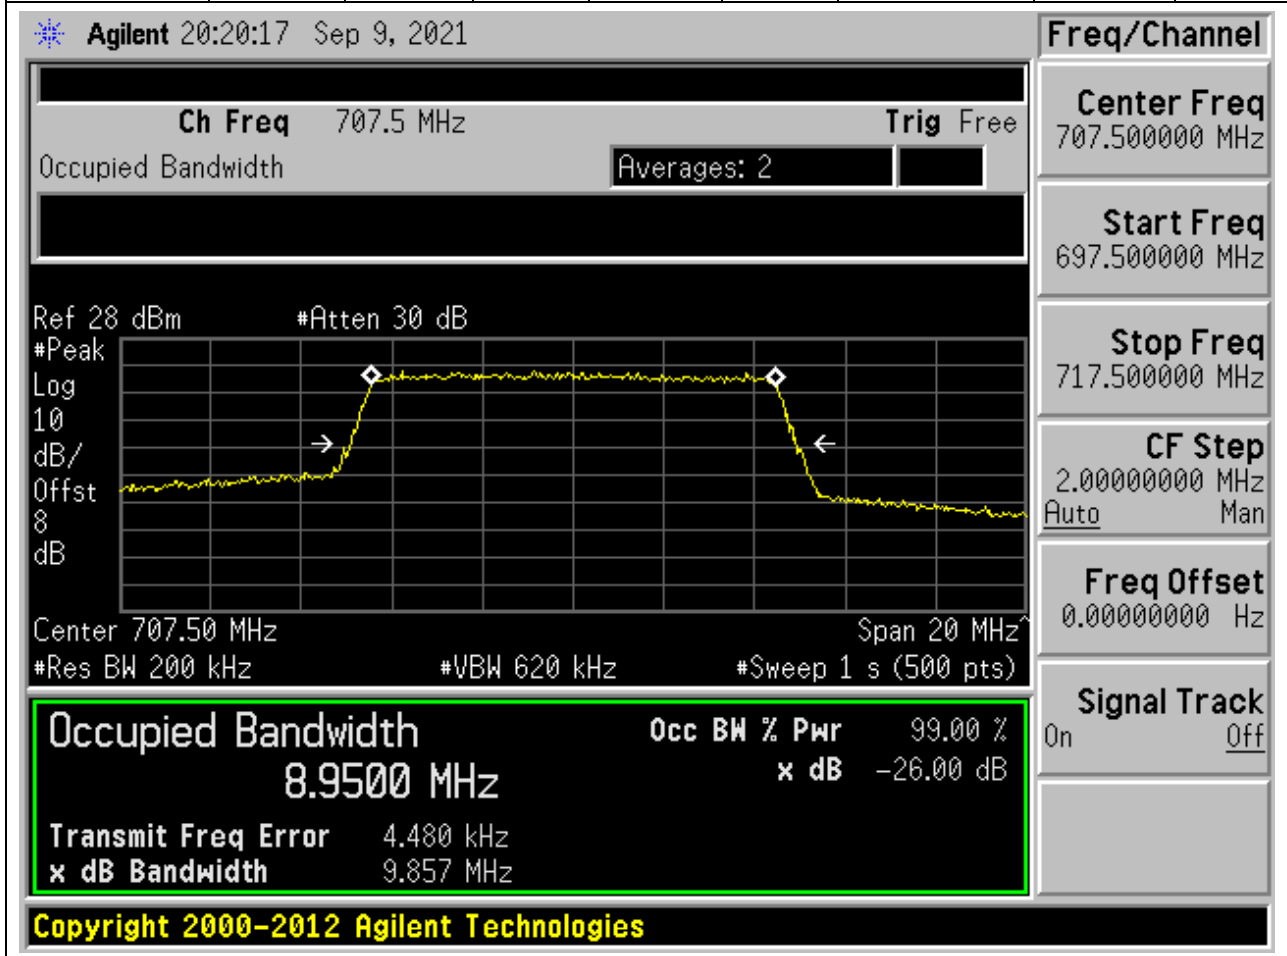 Agilent 20:20:17 Sep 9, 2021
Freq/Channel
Ch Freq 707.5 MHz Trig Free
Occupied Bandwidth Averages: 2
Center Freq
707.500000 MHz
Start Freq
697.500000 MHz
Stop Freq
717.500000 MHz
CF Step
2.00000000 MHz
Auto Man
Freq Offset
0.00000000 Hz
Signal Track
On Off
Ref 28 dBm #Atten 30 dB
#Peak
Log
10
dB/
Offst
8
dB
Center 707.50 MHz Span 20 MHz^
#Res BW 200 kHz #VBW 620 kHz #Sweep 1 s (500 pts)
Occupied Bandwidth Occ BW % Pwr 99.00 %
8.9500 MHz x dB -26.00 dB
Transmit Freq Error 4.480 kHz
x dB Bandwidth 9.857 MHz
Copyright 2000-2012 Agilent Technologies